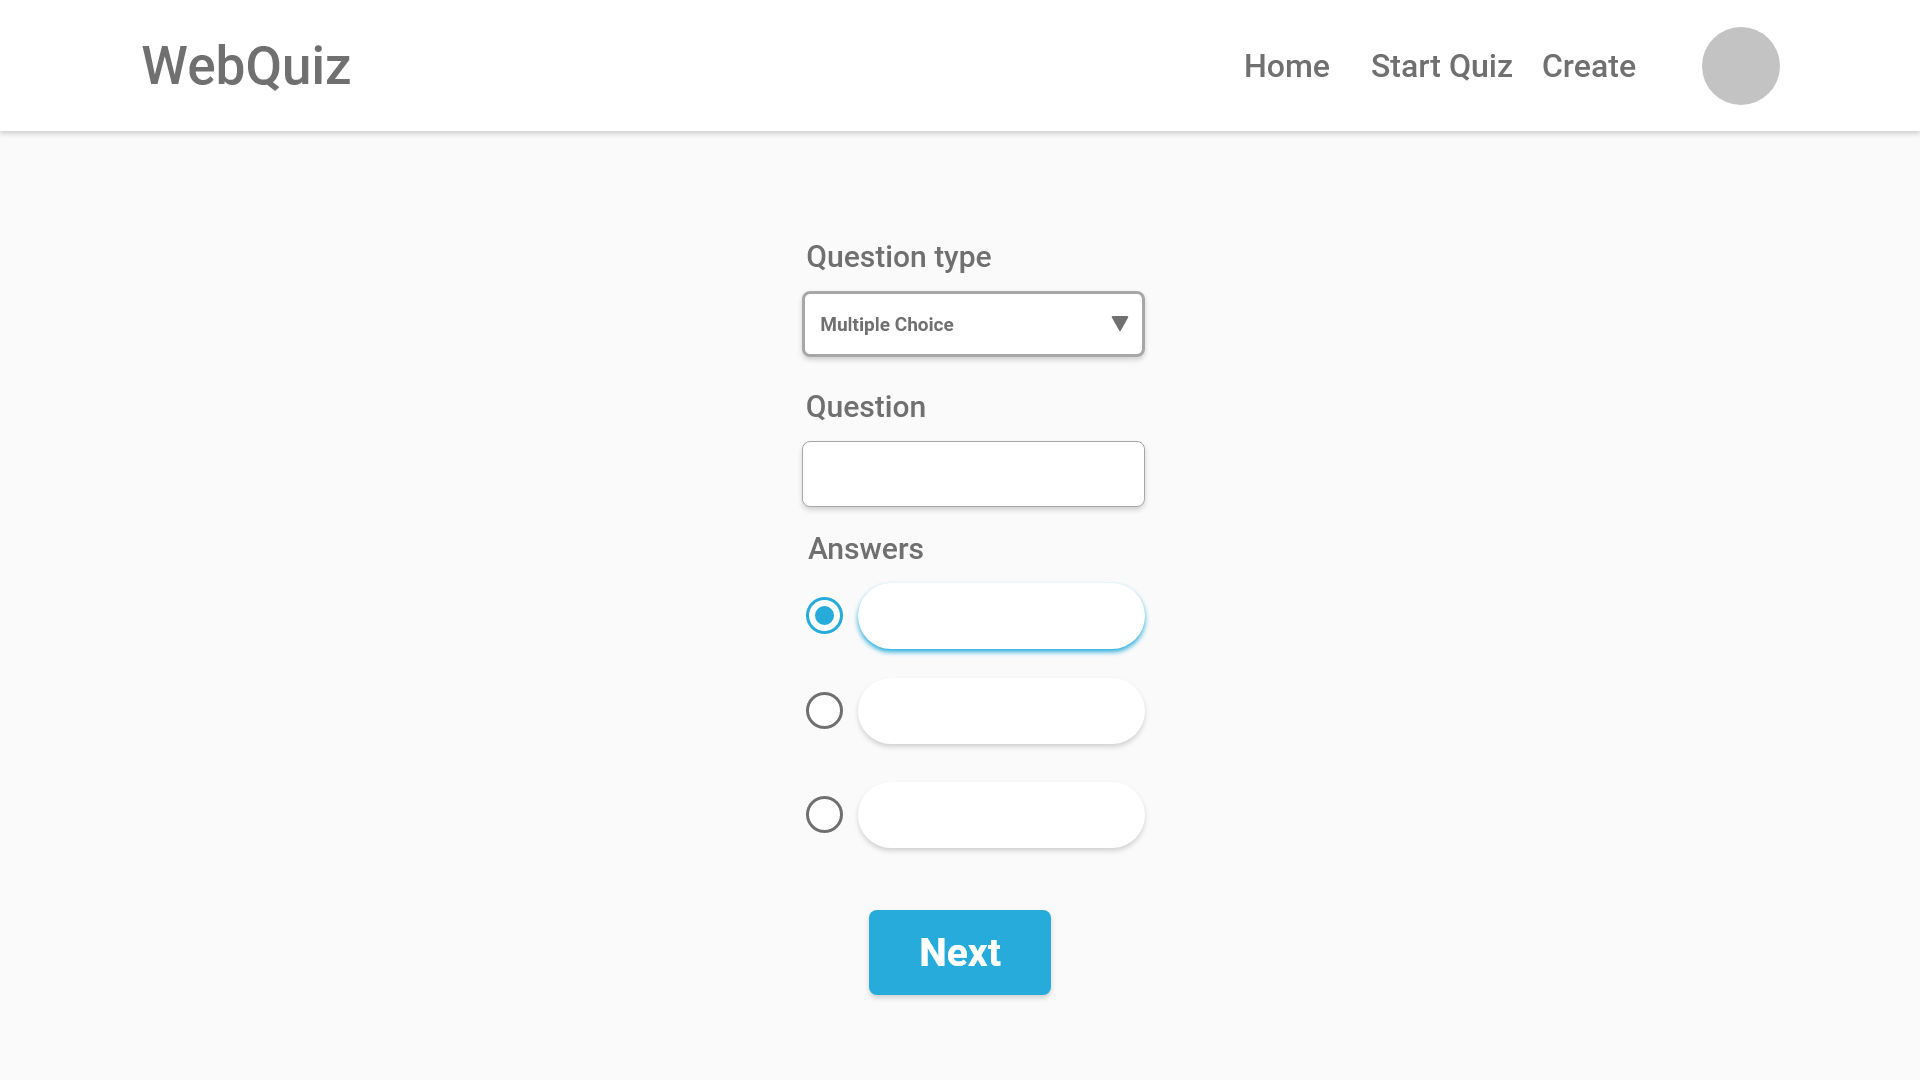 WebQuiz
Home Start Quiz Create
Question type
Multiple Choice
Question
Answers
Next